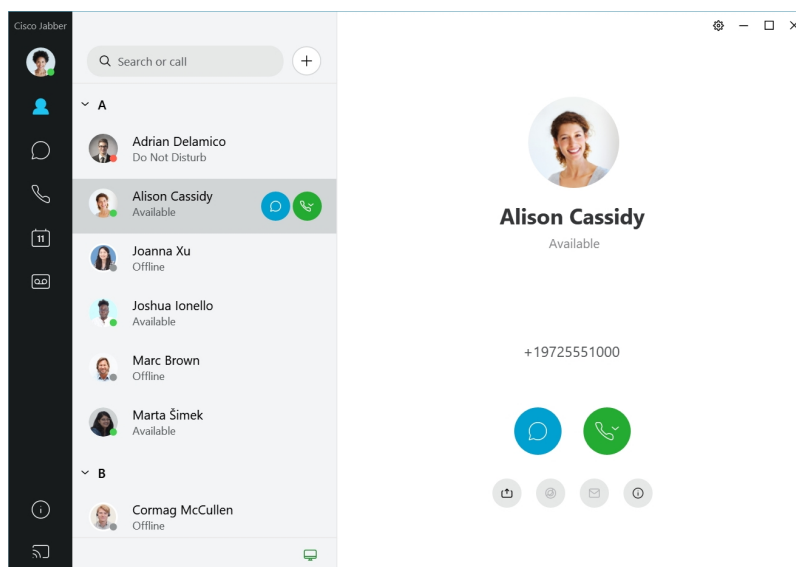 Cisco Jabber
Search or call
A
Adrian Delamico
Do Not Disturb
Alison Cassidy
Available
Joanna Xu
Offline
Joshua Ionello
Available
Marc Brown
Offline
Marta Šimek
Available
B
Cormag McCullen
Offline
11
Alison Cassidy
Available
+19725551000